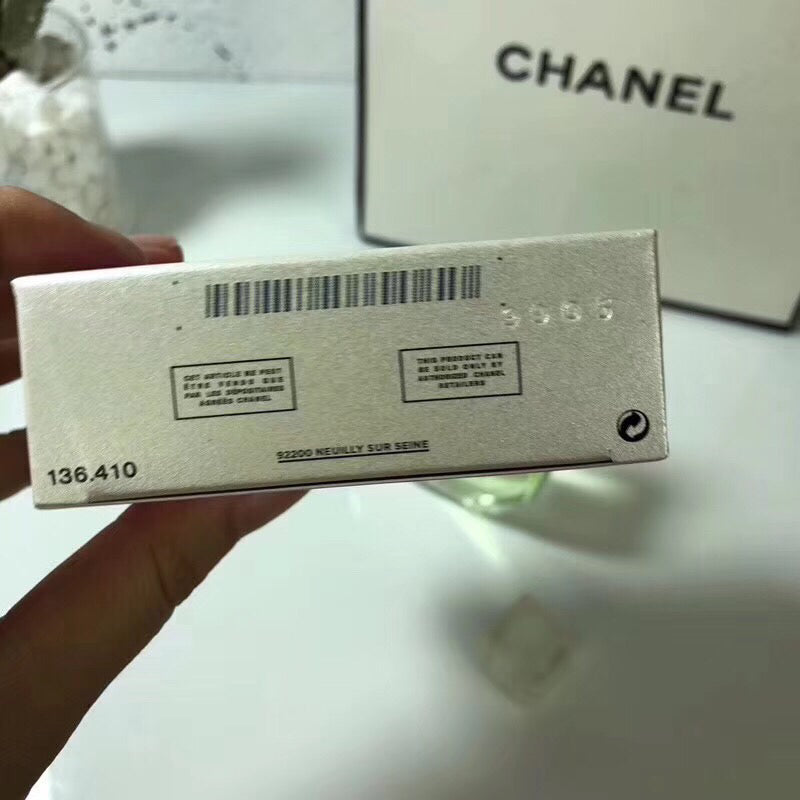 CHANEL
CET ARTICLE NE PEUT
ÊTRE VENDU QUE
PAR LES DÉPOSITAIRES
AGRÉÉS CHANEL
THIS PRODUCT CAN
BE SOLD ONLY BY
AUTHORIZED CHANEL
RETAILERS
92200 NEUILLY SUR SEINE
136.410